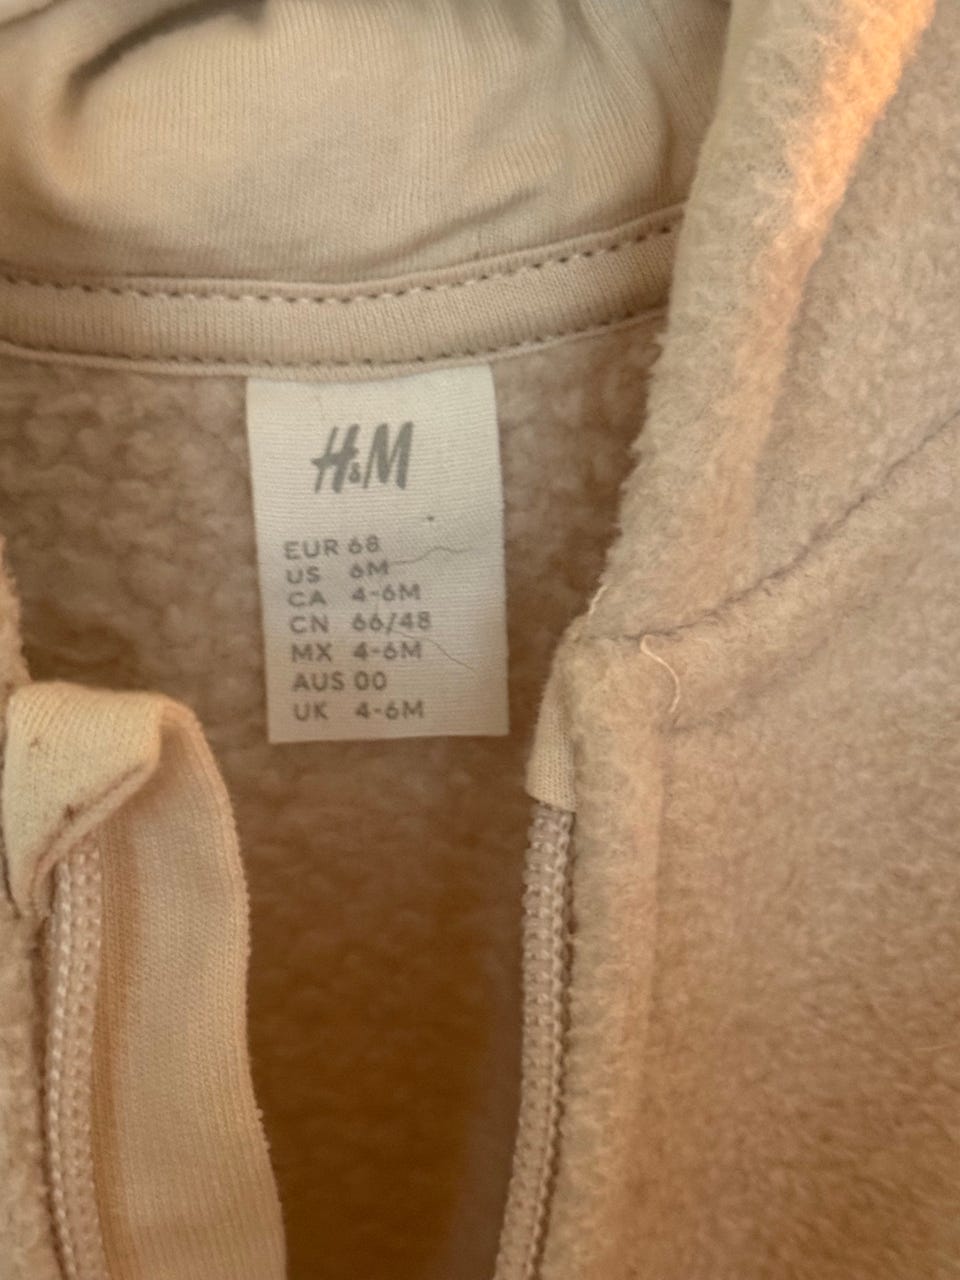 H&M
EUR 68
US 6M
CA 4-6M
CN 66/48
MX 4-6M
AUS 00
UK 4-6M